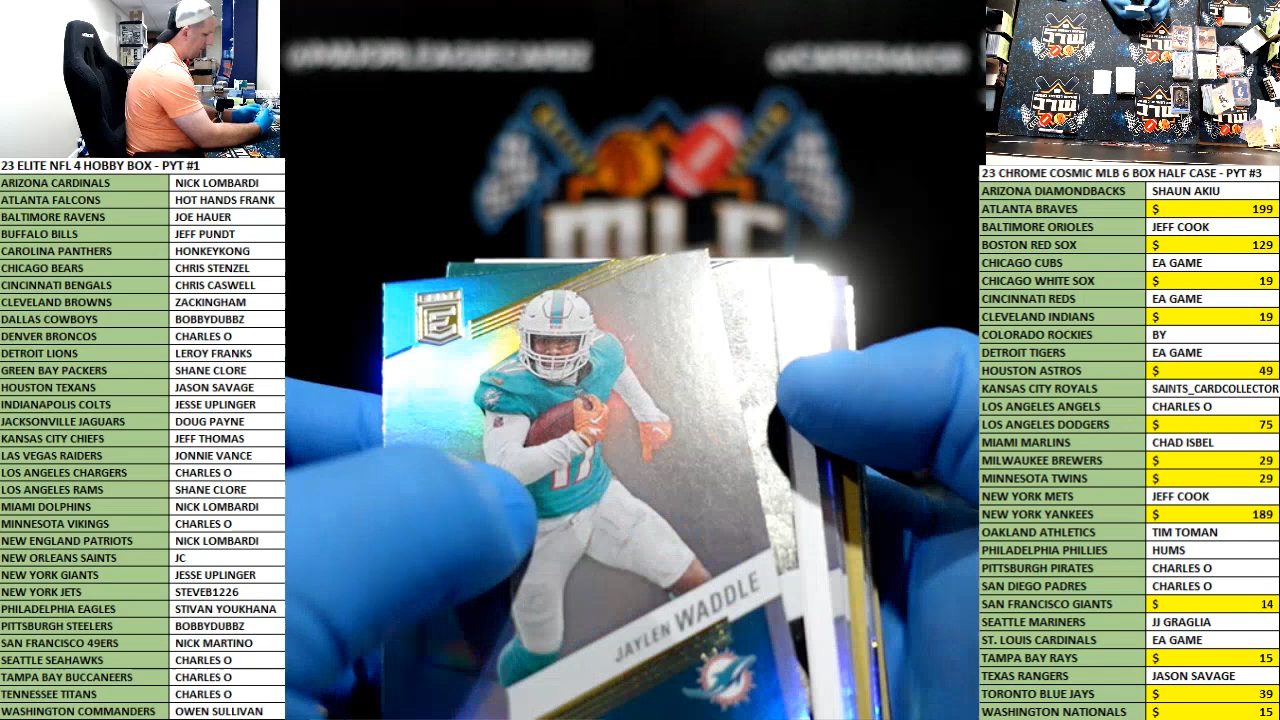 23 ELITE NFL 4 HOBBY BOX - PYT #1
ARIZONA CARDINALS NICK LOMBARDI
ATLANTA FALCONS HOT HANDS FRANK
BALTIMORE RAVENS JOE HAUER
BUFFALO BILLS JEFF PUNDT
CAROLINA PANTHERS HONKEYKONG
CHICAGO BEARS CHRIS STENZEL
CINCINNATI BENGALS CHRIS CASWELL
CLEVELAND BROWNS ZACKINGHAM
DALLAS COWBOYS BOBBYDUBBZ
DENVER BRONCOS CHARLES O
DETROIT LIONS LEROY FRANKS
GREEN BAY PACKERS SHANE CLORE
HOUSTON TEXANS JASON SAVAGE
INDIANAPOLIS COLTS JESSE UPLINGER
JACKSONVILLE JAGUARS DOUG PAYNE
KANSAS CITY CHIEFS JEFF THOMAS
LAS VEGAS RAIDERS JONNIE VANCE
LOS ANGELES CHARGERS CHARLES O
LOS ANGELES RAMS SHANE CLORE
MIAMI DOLPHINS NICK LOMBARDI
MINNESOTA VIKINGS CHARLES O
NEW ENGLAND PATRIOTS NICK LOMBARDI
NEW ORLEANS SAINTS JC
NEW YORK GIANTS JESSE UPLINGER
NEW YORK JETS STEVEB1226
PHILADELPHIA EAGLES STIVAN YOUKHANA
PITTSBURGH STEELERS BOBBYDUBBZ
SAN FRANCISCO 49ERS NICK MARTINO
SEATTLE SEAHAWKS CHARLES O
TAMPA BAY BUCCANEERS CHARLES O
TENNESSEE TITANS CHARLES O
WASHINGTON COMMANDERS OWEN SULLIVAN
MLC
ELITE
E
17
JAYLEN WADDLE
23 CHROME COSMIC MLB 6 BOX HALF CASE - PYT #3
ARIZONA DIAMONDBACKS SHAUN AKIU
ATLANTA BRAVES $ 199
BALTIMORE ORIOLES JEFF COOK
BOSTON RED SOX $ 129
CHICAGO CUBS EA GAME
CHICAGO WHITE SOX $ 19
CINCINNATI REDS EA GAME
CLEVELAND INDIANS $ 19
COLORADO ROCKIES BY
DETROIT TIGERS EA GAME
HOUSTON ASTROS $ 49
KANSAS CITY ROYALS SAINTS_CARDCOLLECTOR
LOS ANGELES ANGELS CHARLES O
LOS ANGELES DODGERS $ 75
MIAMI MARLINS CHAD ISBEL
MILWAUKEE BREWERS $ 29
MINNESOTA TWINS $ 29
NEW YORK METS JEFF COOK
NEW YORK YANKEES $ 189
OAKLAND ATHLETICS TIM TOMAN
PHILADELPHIA PHILLIES HUMS
PITTSBURGH PIRATES CHARLES O
SAN DIEGO PADRES CHARLES O
SAN FRANCISCO GIANTS $ 14
SEATTLE MARINERS JJ GRAGLIA
ST. LOUIS CARDINALS EA GAME
TAMPA BAY RAYS $ 15
TEXAS RANGERS JASON SAVAGE
TORONTO BLUE JAYS $ 39
WASHINGTON NATIONALS $ 15